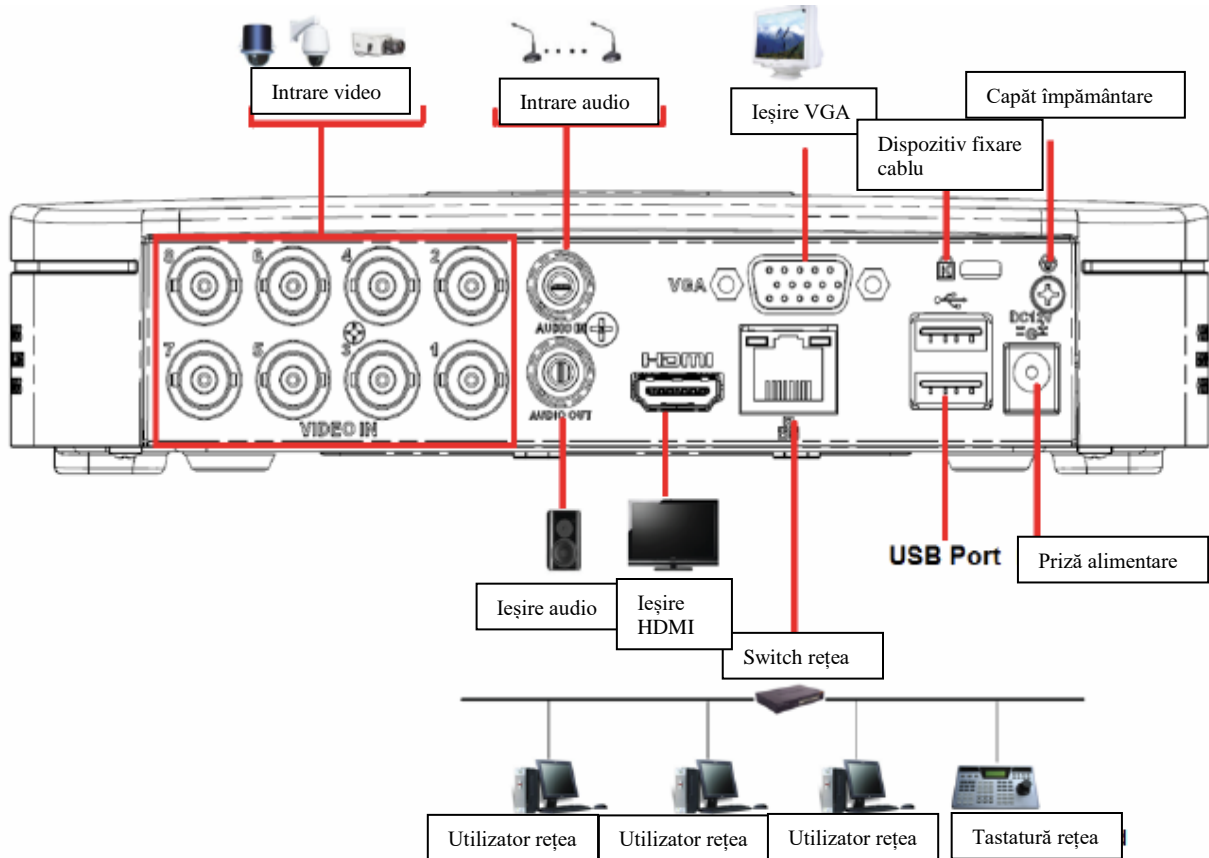 Intrare video
Intrare audio
Ieșire VGA
Capăt împământare
Dispozitiv fixare
cablu
8 6 4 2
VGA
AUDIO IN
DC12V
HDMI
7 5 3 1
AUDIO OUT
VIDEO IN
USB Port
Priză alimentare
Ieșire audio
Ieșire
HDMI
Switch rețea
Utilizator rețea
Utilizator rețea
Utilizator rețea
Tastatură rețea